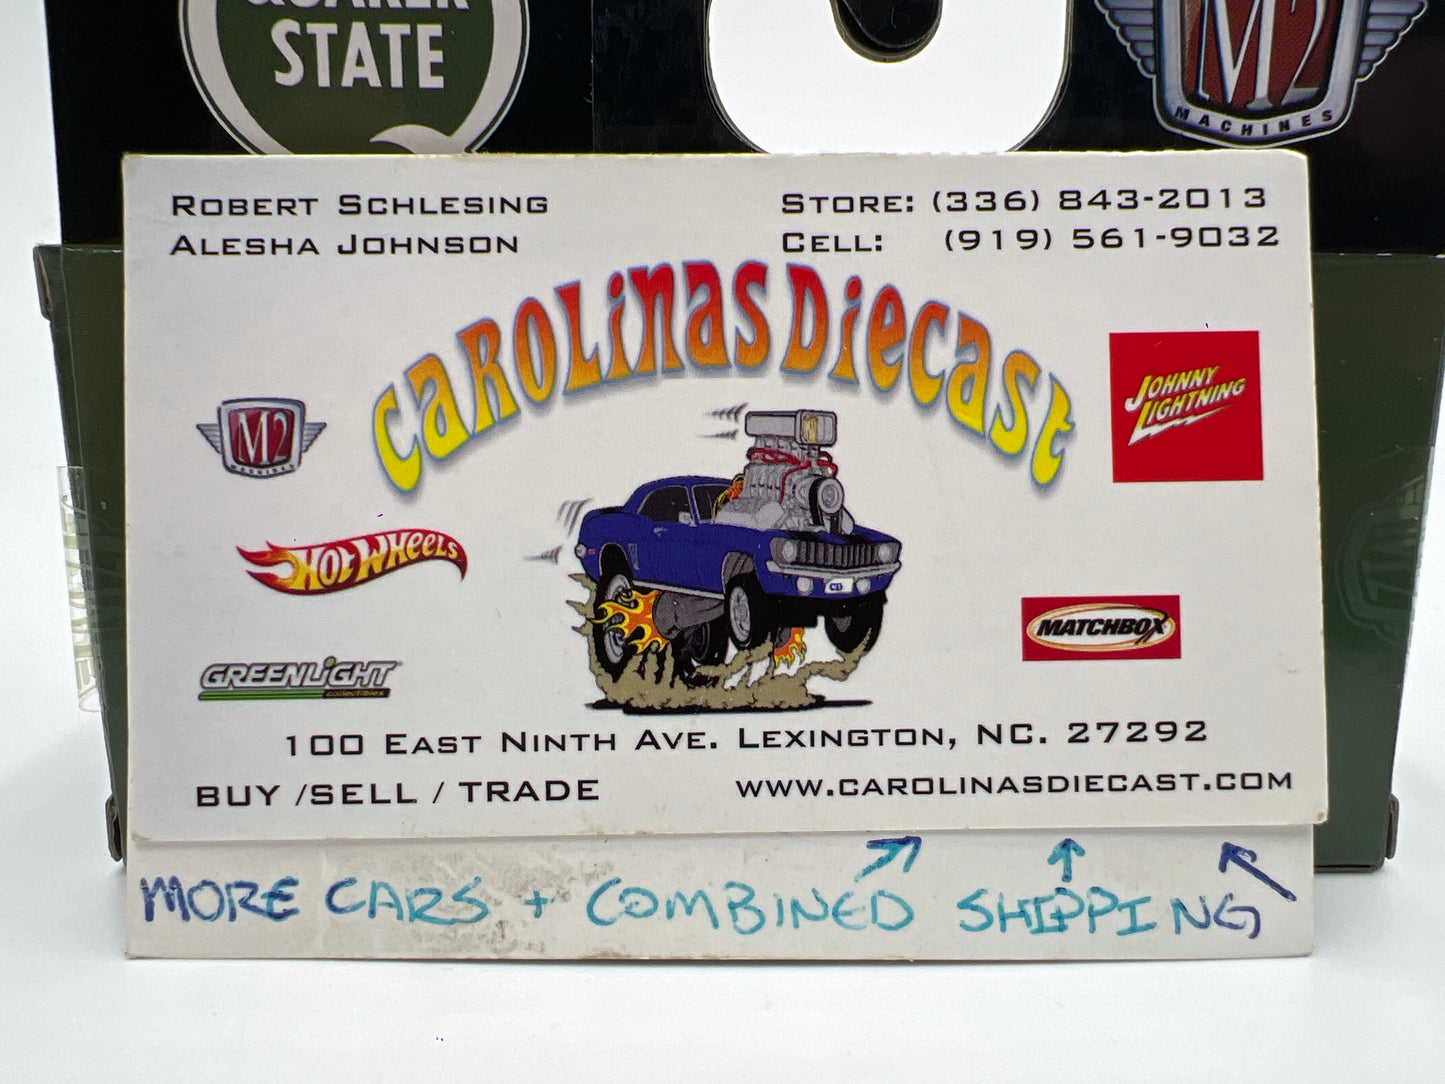 QUAKER
STATE
M2
MACHINES
ROBERT SCHLESING
ALESHA JOHNSON
STORE: (336) 843-2013
CELL: (919) 561-9032
CAROLINAS DIECAST
M2
MACHINES
JOHNNY
LIGHTNING
HOT WHEELS
MATCHBOX
GREENLIGHT
collectibles
100 EAST NINTH AVE. LEXINGTON, NC. 27292
BUY /SELL / TRADE
WWW.CAROLINASDIECAST.COM
MORE CARS + COMBINED SHIPPING